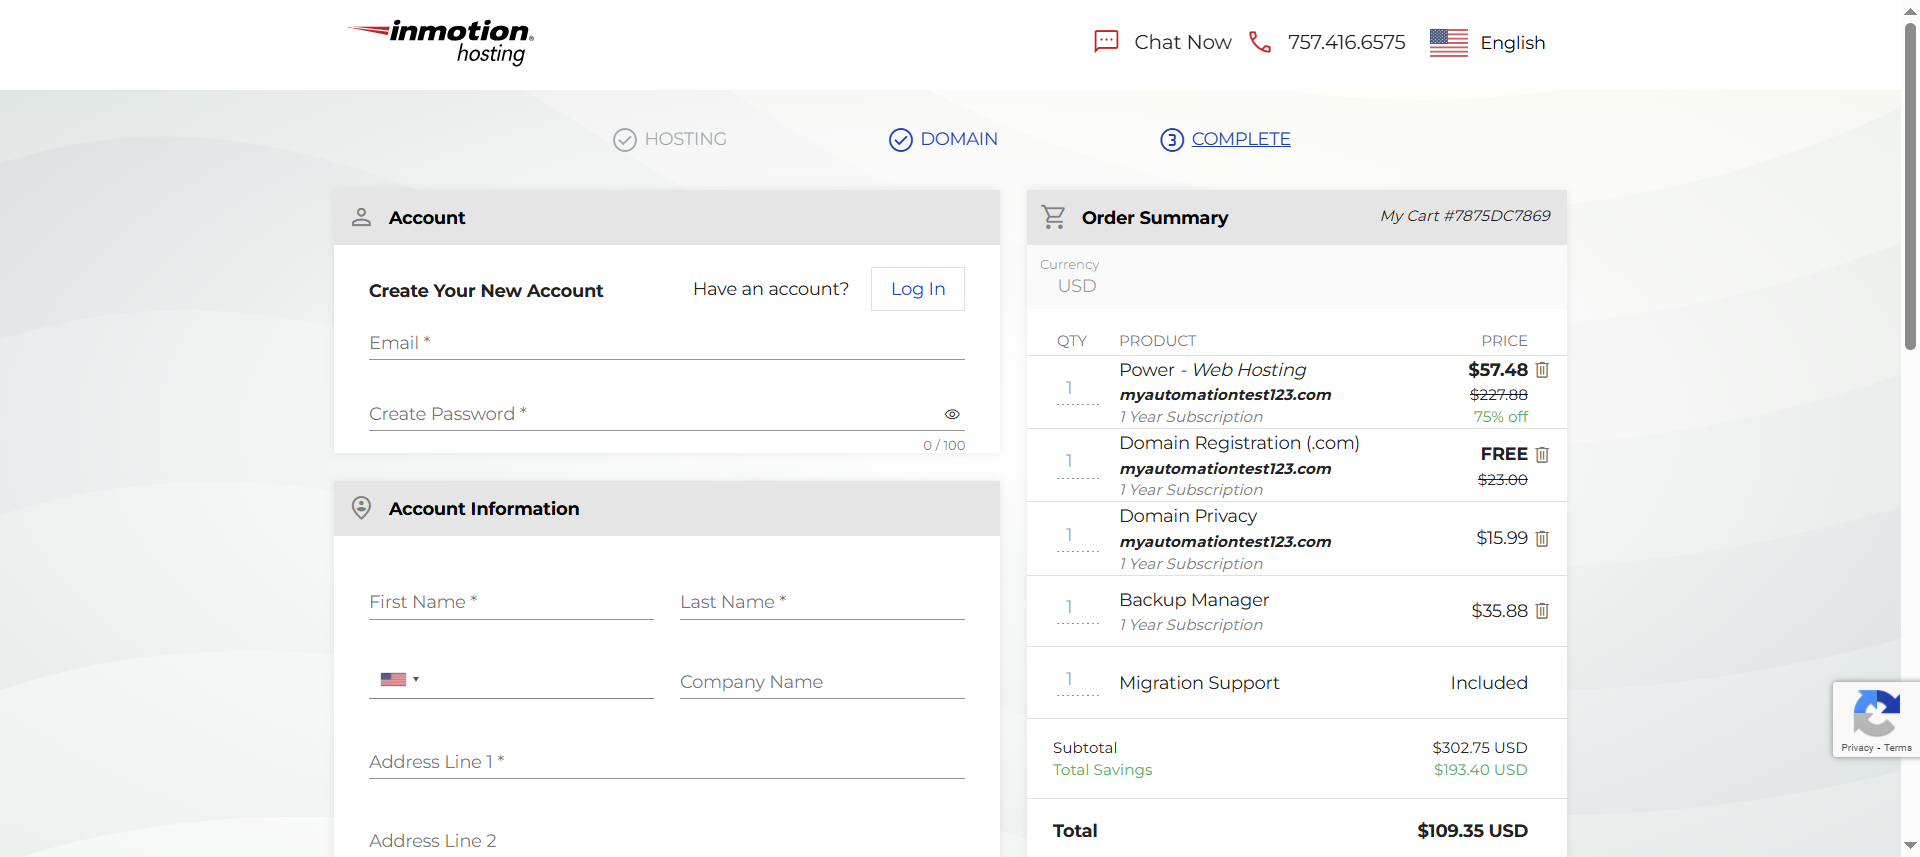 inmotion
hosting
Chat Now
757.416.6575
English
HOSTING
DOMAIN
3 COMPLETE
Account
Create Your New Account
Have an account?
Log In
Email *
Create Password *
0 / 100
Account Information
First Name *
Last Name *
Company Name
Address Line 1 *
Address Line 2
Order Summary
My Cart #7875DC7869
Currency
USD
QTY PRODUCT PRICE
1 Power - Web Hosting $57.48
myautomationtest123.com $227.88
1 Year Subscription 75% off
1 Domain Registration (.com) FREE
myautomationtest123.com $23.00
1 Year Subscription
1 Domain Privacy $15.99
myautomationtest123.com
1 Year Subscription
1 Backup Manager $35.88
1 Year Subscription
1 Migration Support Included
Subtotal $302.75 USD
Total Savings $193.40 USD
Total $109.35 USD
Privacy - Terms